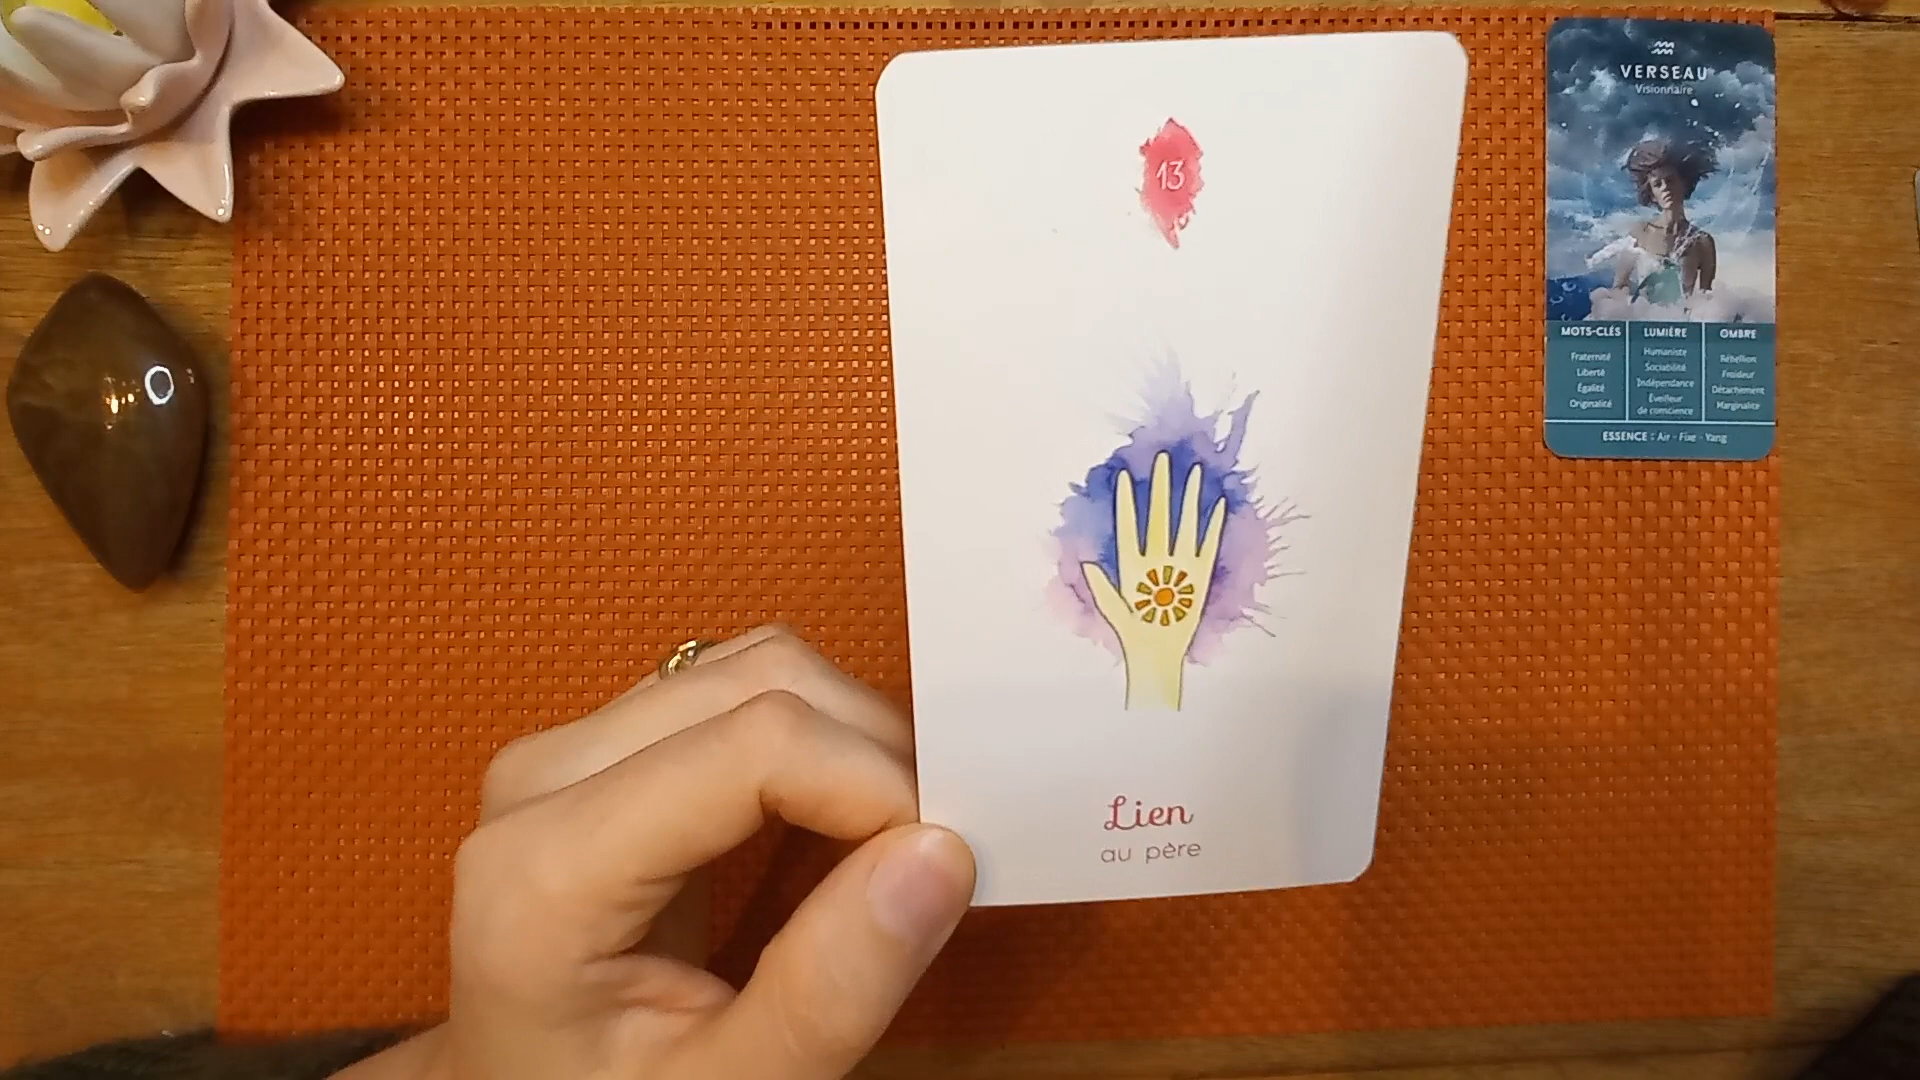 13
Lien
au père
VERSEAU
Visionnaire
MOTS-CLÉS
Fraternité
Liberté
Égalité
Originalité
LUMIÈRE
Humaniste
Sociabilité
Indépendance
Éveilleur
de conscience
OMBRE
Rébellion
Froideur
Détachement
Marginalité
ESSENCE : Air - Fixe - Yang